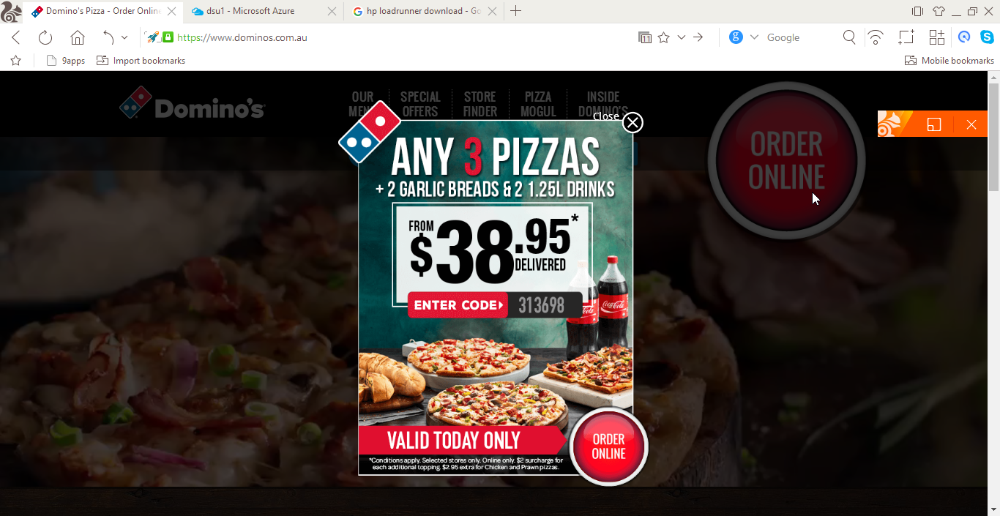 Domino's Pizza - Order Online
dsu1 - Microsoft Azure
hp loadrunner download - Go
https://www.dominos.com.au
11
g
Google
9apps
Import bookmarks
Mobile bookmarks
Domino's
OUR
MENU
SPECIAL
OFFERS
STORE
FINDER
PIZZA
MOGUL
INSIDE
DOMINO'S
Close
ORDER
ONLINE
ANY 3 PIZZAS
+ 2 GARLIC BREADS & 2 1.25L DRINKS
FROM
$38.95*
DELIVERED
ENTER CODE 313698
Coca-Cola
VALID TODAY ONLY
*Conditions apply. Selected stores only. Online only. $2 surcharge for
each additional topping. $2.95 extra for Chicken and Prawn pizzas.
ORDER
ONLINE